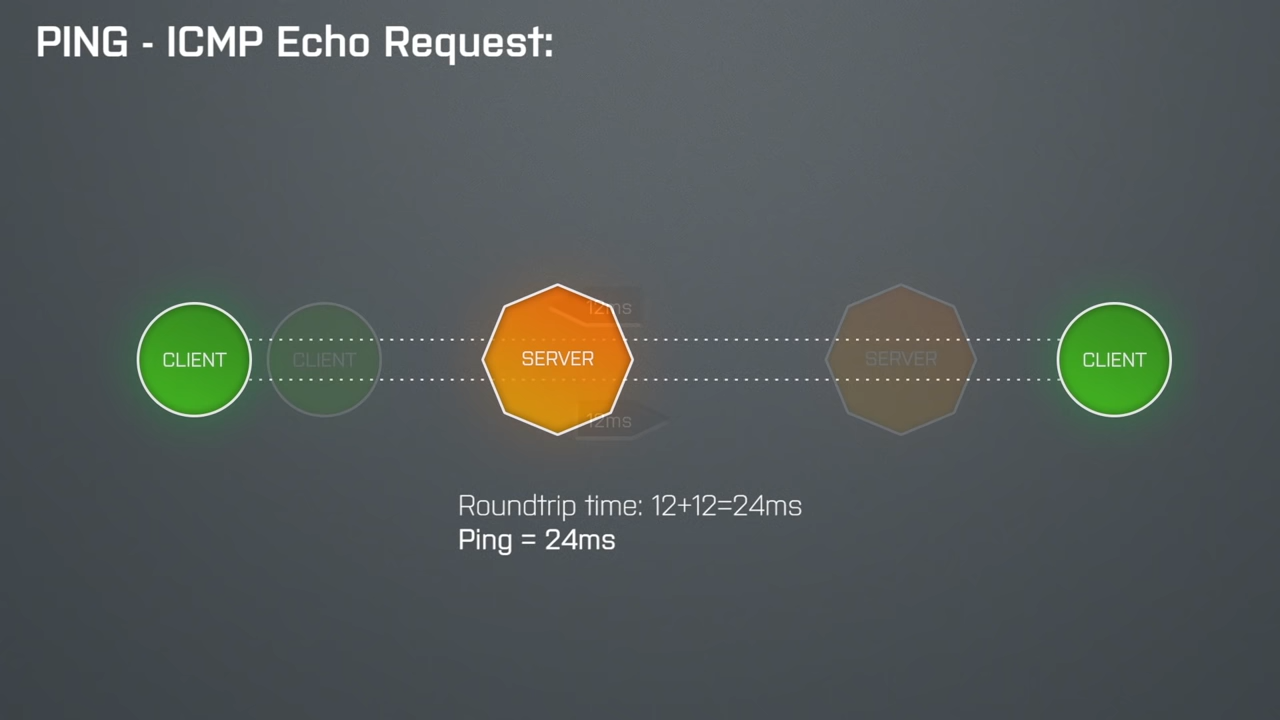 PING - ICMP Echo Request:
12ms
CLIENT
CLIENT
SERVER
SERVER
CLIENT
12ms
Roundtrip time: 12+12=24ms
Ping = 24ms